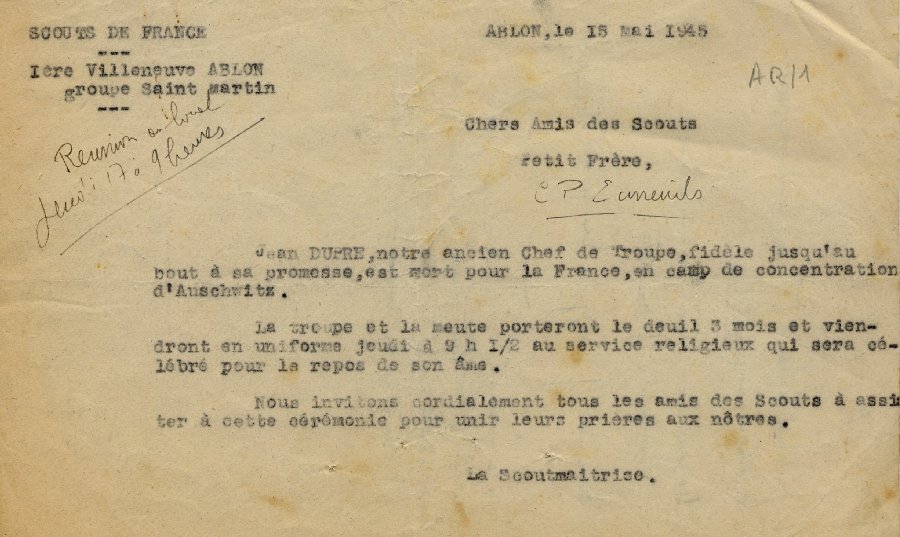 SCOUTS DE FRANCE
ABLON, le 15 mai 1945
---
Ière Villeneuve ABLON
groupe Saint Martin
---
AR/1
Réunion au local
Jeudi 17 à 9 heures
Chers Amis des Scouts
Petit Frère,
C P
Jean DUPRE, notre ancien Chef de Troupe, fidèle jusqu'au
bout à sa promesse, est mort pour la France, en camp de concentration
d'Auschwitz.
La troupe et la meute porteront le deuil 3 mois et vien-
dront en uniforme jeudi à 9 h I/2 au service religieux qui sera cé-
lébré pour le repos de son âme.
Nous invitons cordialement tous les amis des Scouts à assis
ter à cette cérémonie pour unir leurs prières aux nôtres.
La Scoutmaitrise.